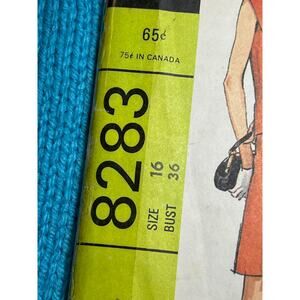 65¢
75¢ IN CANADA
8283
SIZE 16
BUST 36